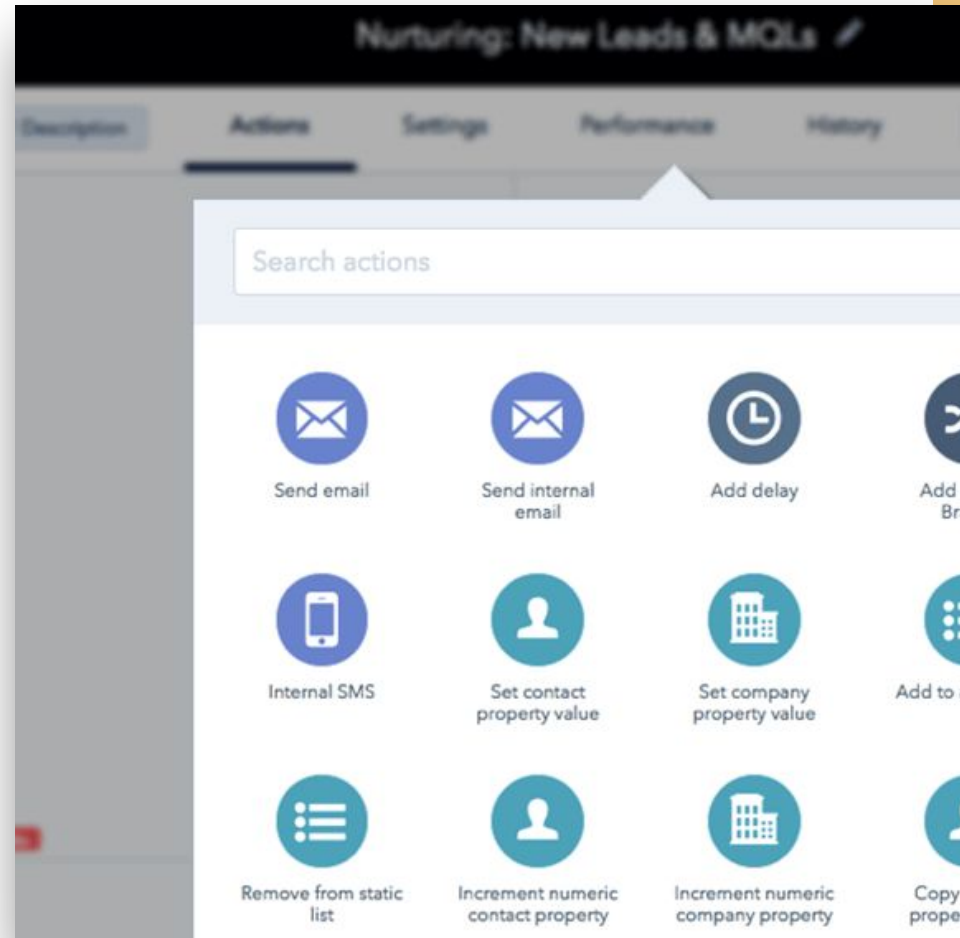 Nurturing: New Leads & MQLs
Description
Actions
Settings
Performance
History
Search actions
Send email
Send internal
email
Add delay
Add
Br
Internal SMS
Set contact
property value
Set company
property value
Add to
Remove from static
list
Increment numeric
contact property
Increment numeric
company property
Copy
prope